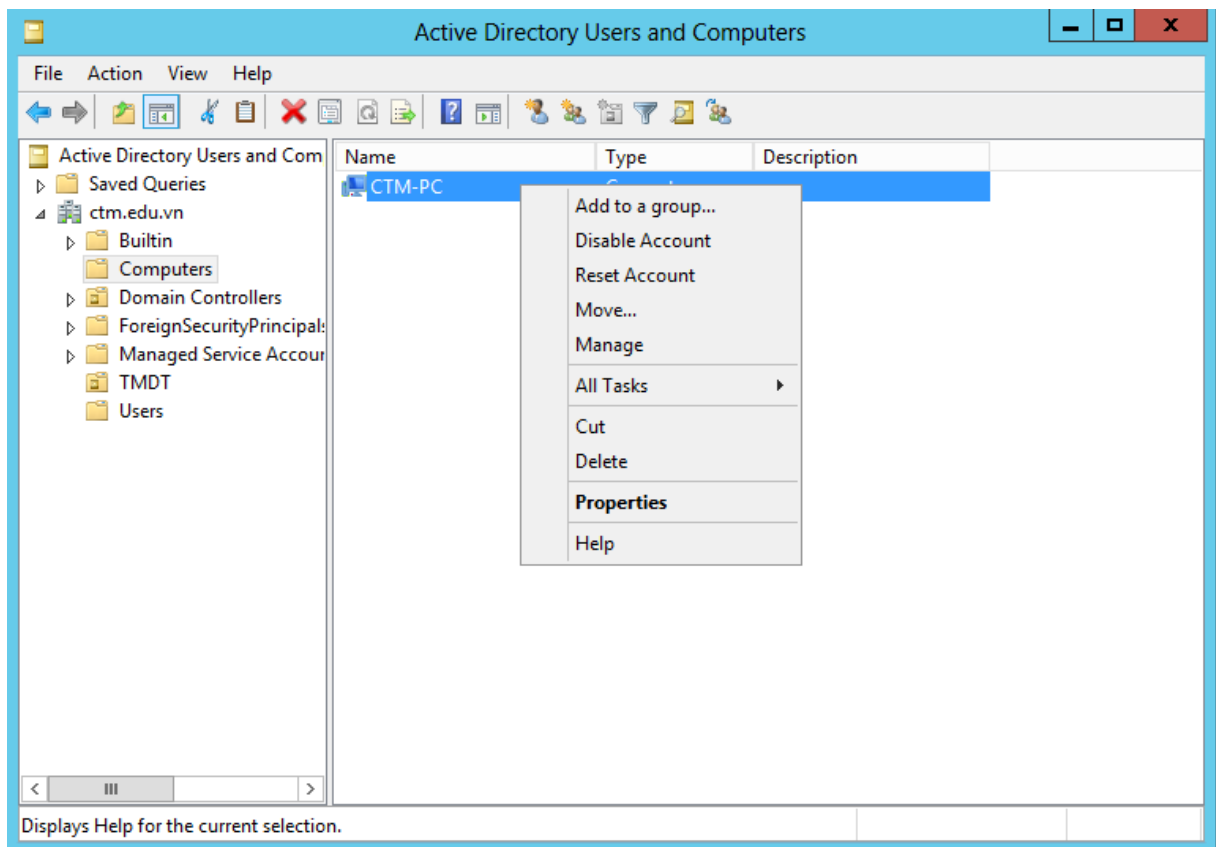 Active Directory Users and Computers
File Action View Help
Active Directory Users and Com
Saved Queries
ctm.edu.vn
Builtin
Computers
Domain Controllers
ForeignSecurityPrincipals
Managed Service Accoun
TMDT
Users
Name Type Description
CTM-PC
Add to a group...
Disable Account
Reset Account
Move...
Manage
All Tasks
Cut
Delete
Properties
Help
Displays Help for the current selection.